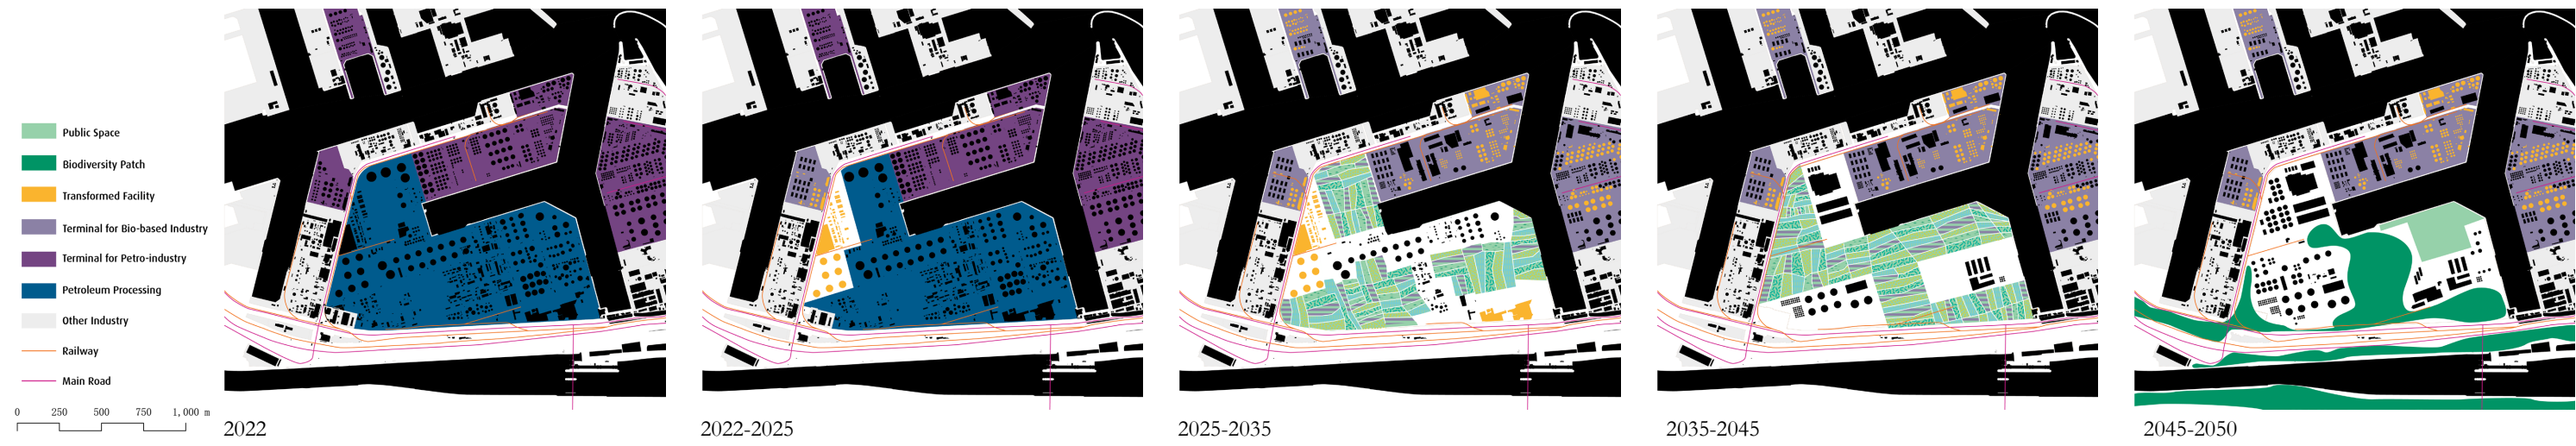 Public Space
Biodiversity Patch
Transformed Facility
Terminal for Bio-based Industry
Terminal for Petro-industry
Petroleum Processing
Other Industry
Railway
Main Road
0 250 500 750 1,000 m
2022
2022-2025
2025-2035
2035-2045
2045-2050